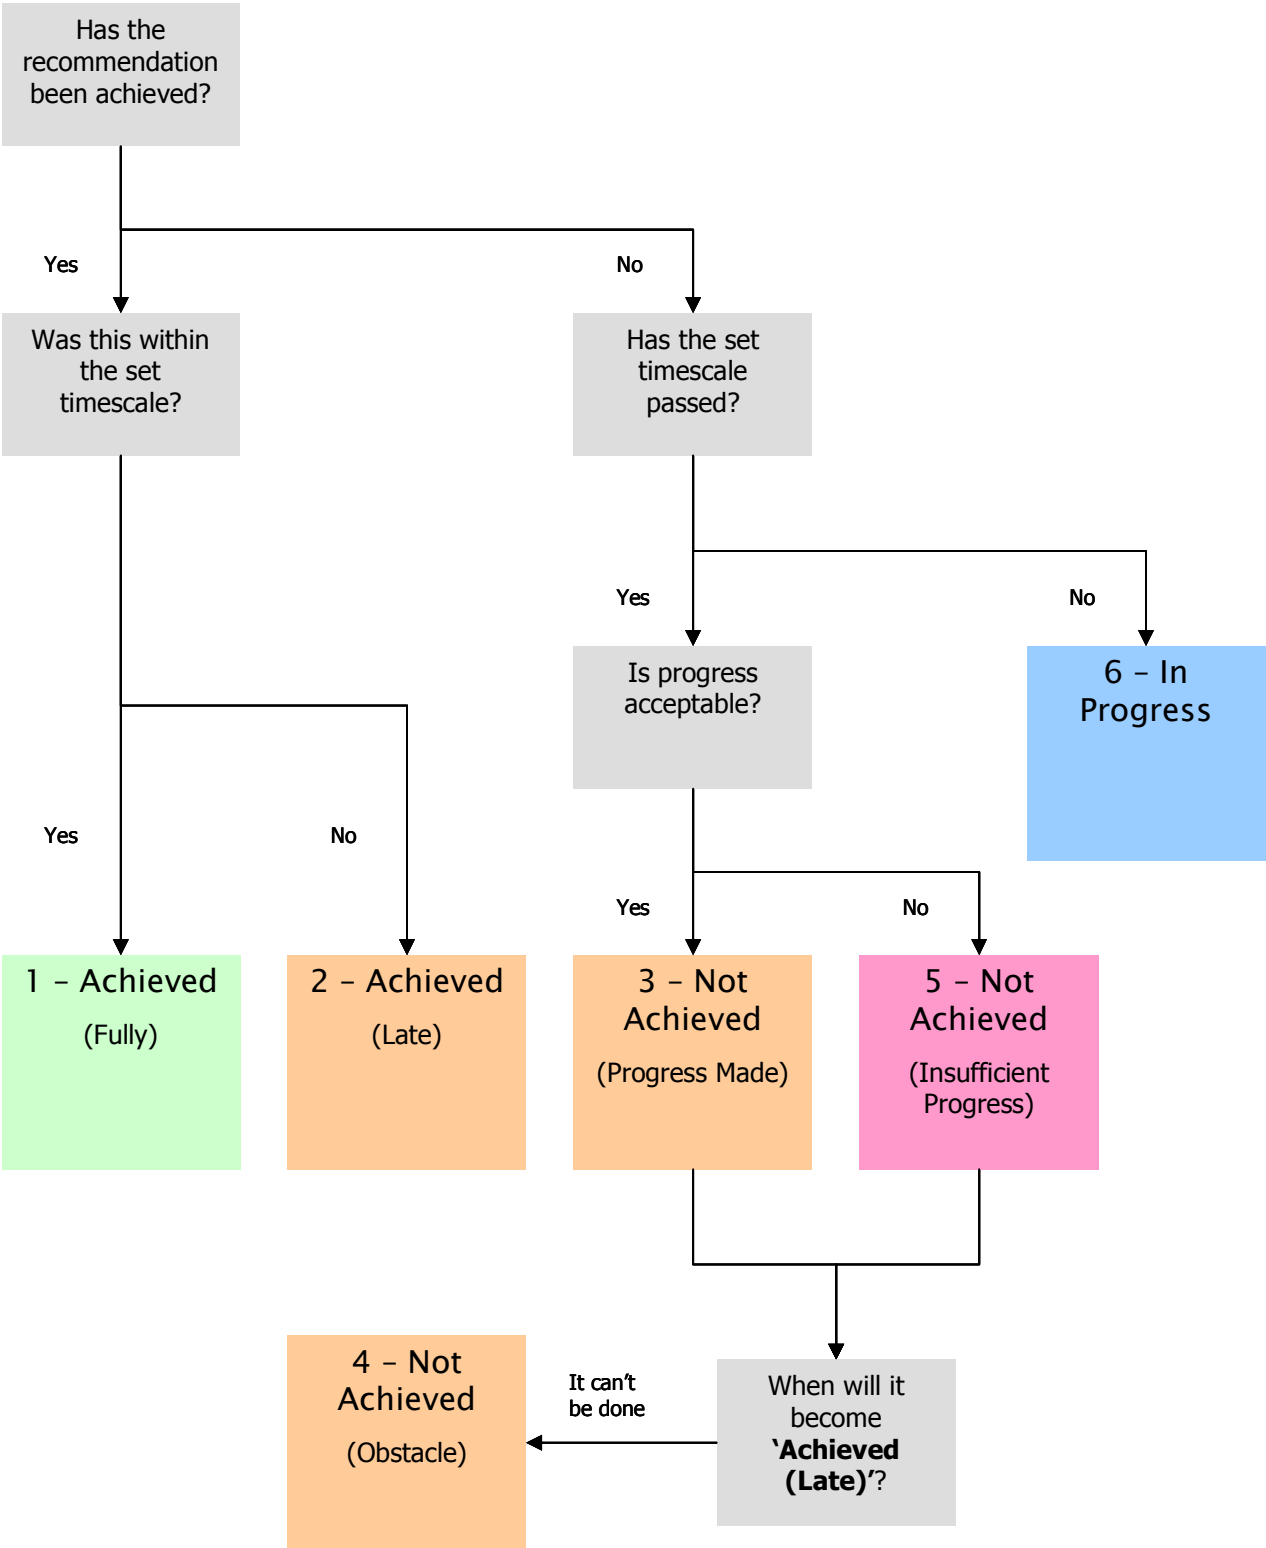 Has the
recommendation
been achieved?
Yes
No
Was this within
the set
timescale?
Has the set
timescale
passed?
Yes
No
Is progress
acceptable?
6 – In
Progress
Yes
No
Yes
No
1 – Achieved
(Fully)
2 – Achieved
(Late)
3 – Not
Achieved
(Progress Made)
5 – Not
Achieved
(Insufficient
Progress)
4 – Not
Achieved
(Obstacle)
It can’t
be done
When will it
become
‘Achieved
(Late)’?